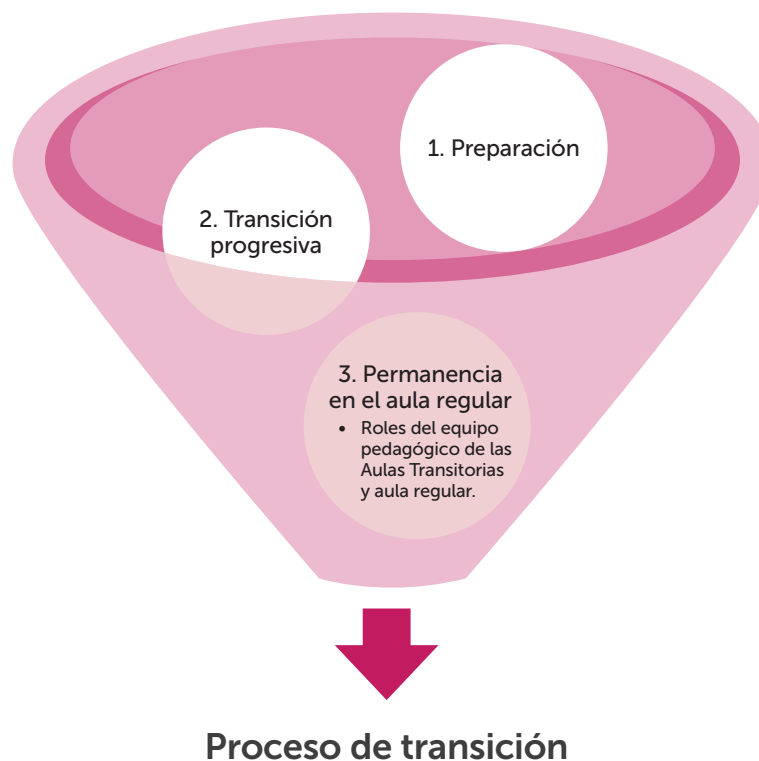 1. Preparación
2. Transición
progresiva
3. Permanencia
en el aula regular
• Roles del equipo
pedagógico de las
Aulas Transitorias
y aula regular.
Proceso de transición